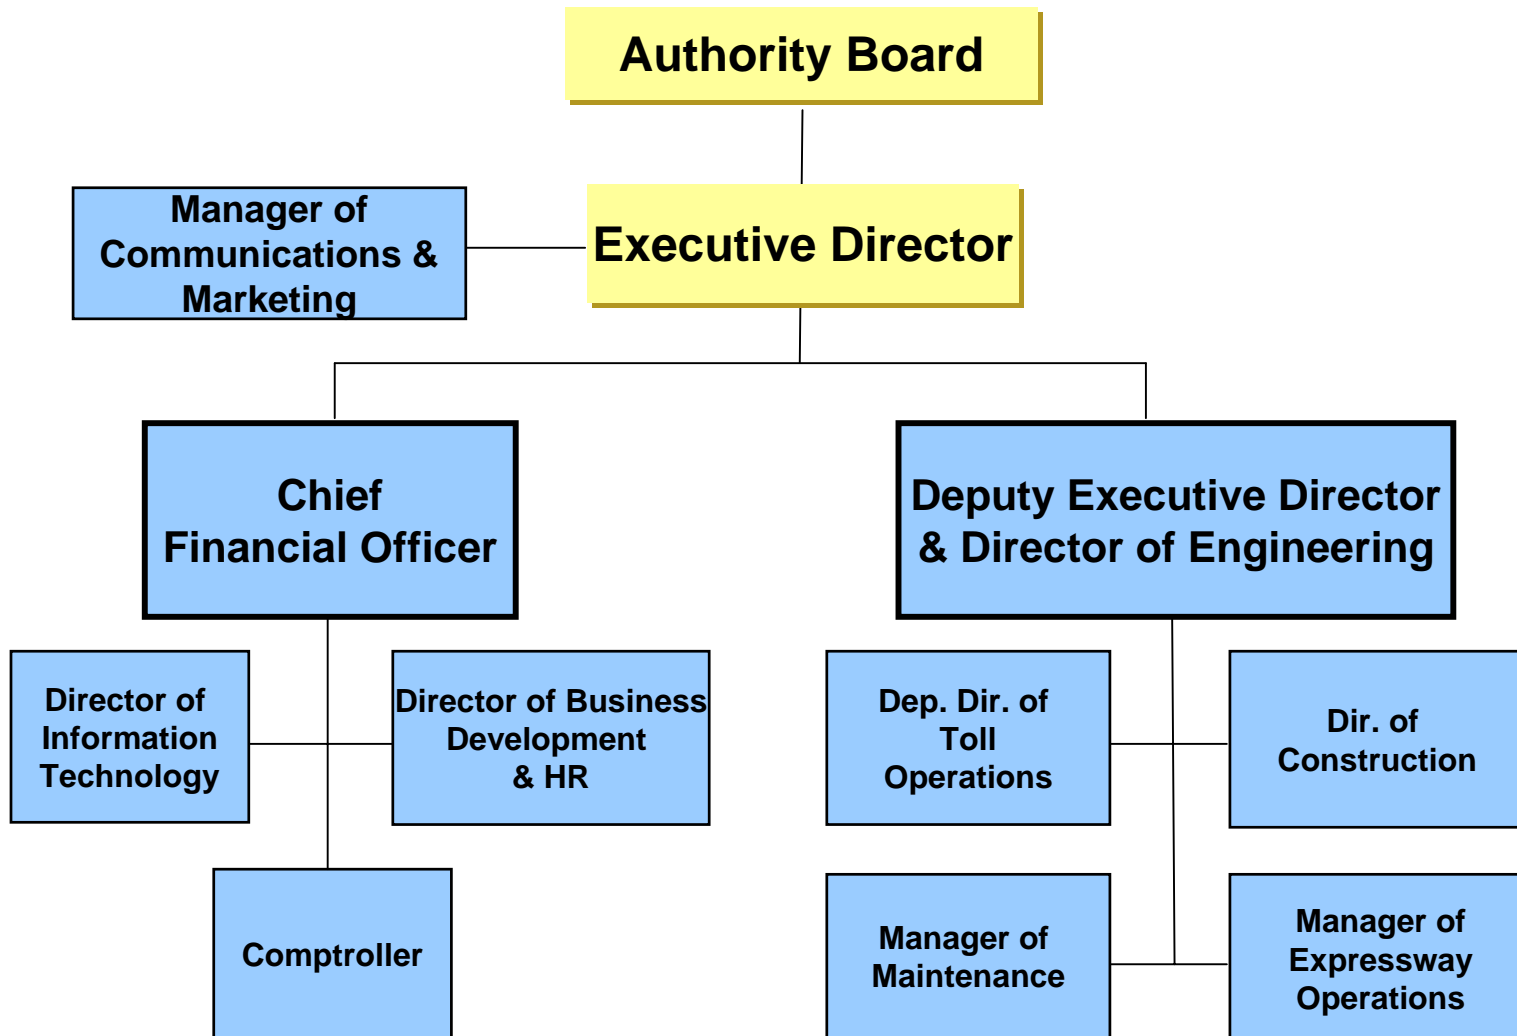 Authority Board
Manager of
Communications &
Marketing
Executive Director
Chief
Financial Officer
Deputy Executive Director
& Director of Engineering
Director of
Information
Technology
Director of Business
Development
& HR
Dep. Dir. of
Toll
Operations
Dir. of
Construction
Comptroller
Manager of
Maintenance
Manager of
Expressway
Operations